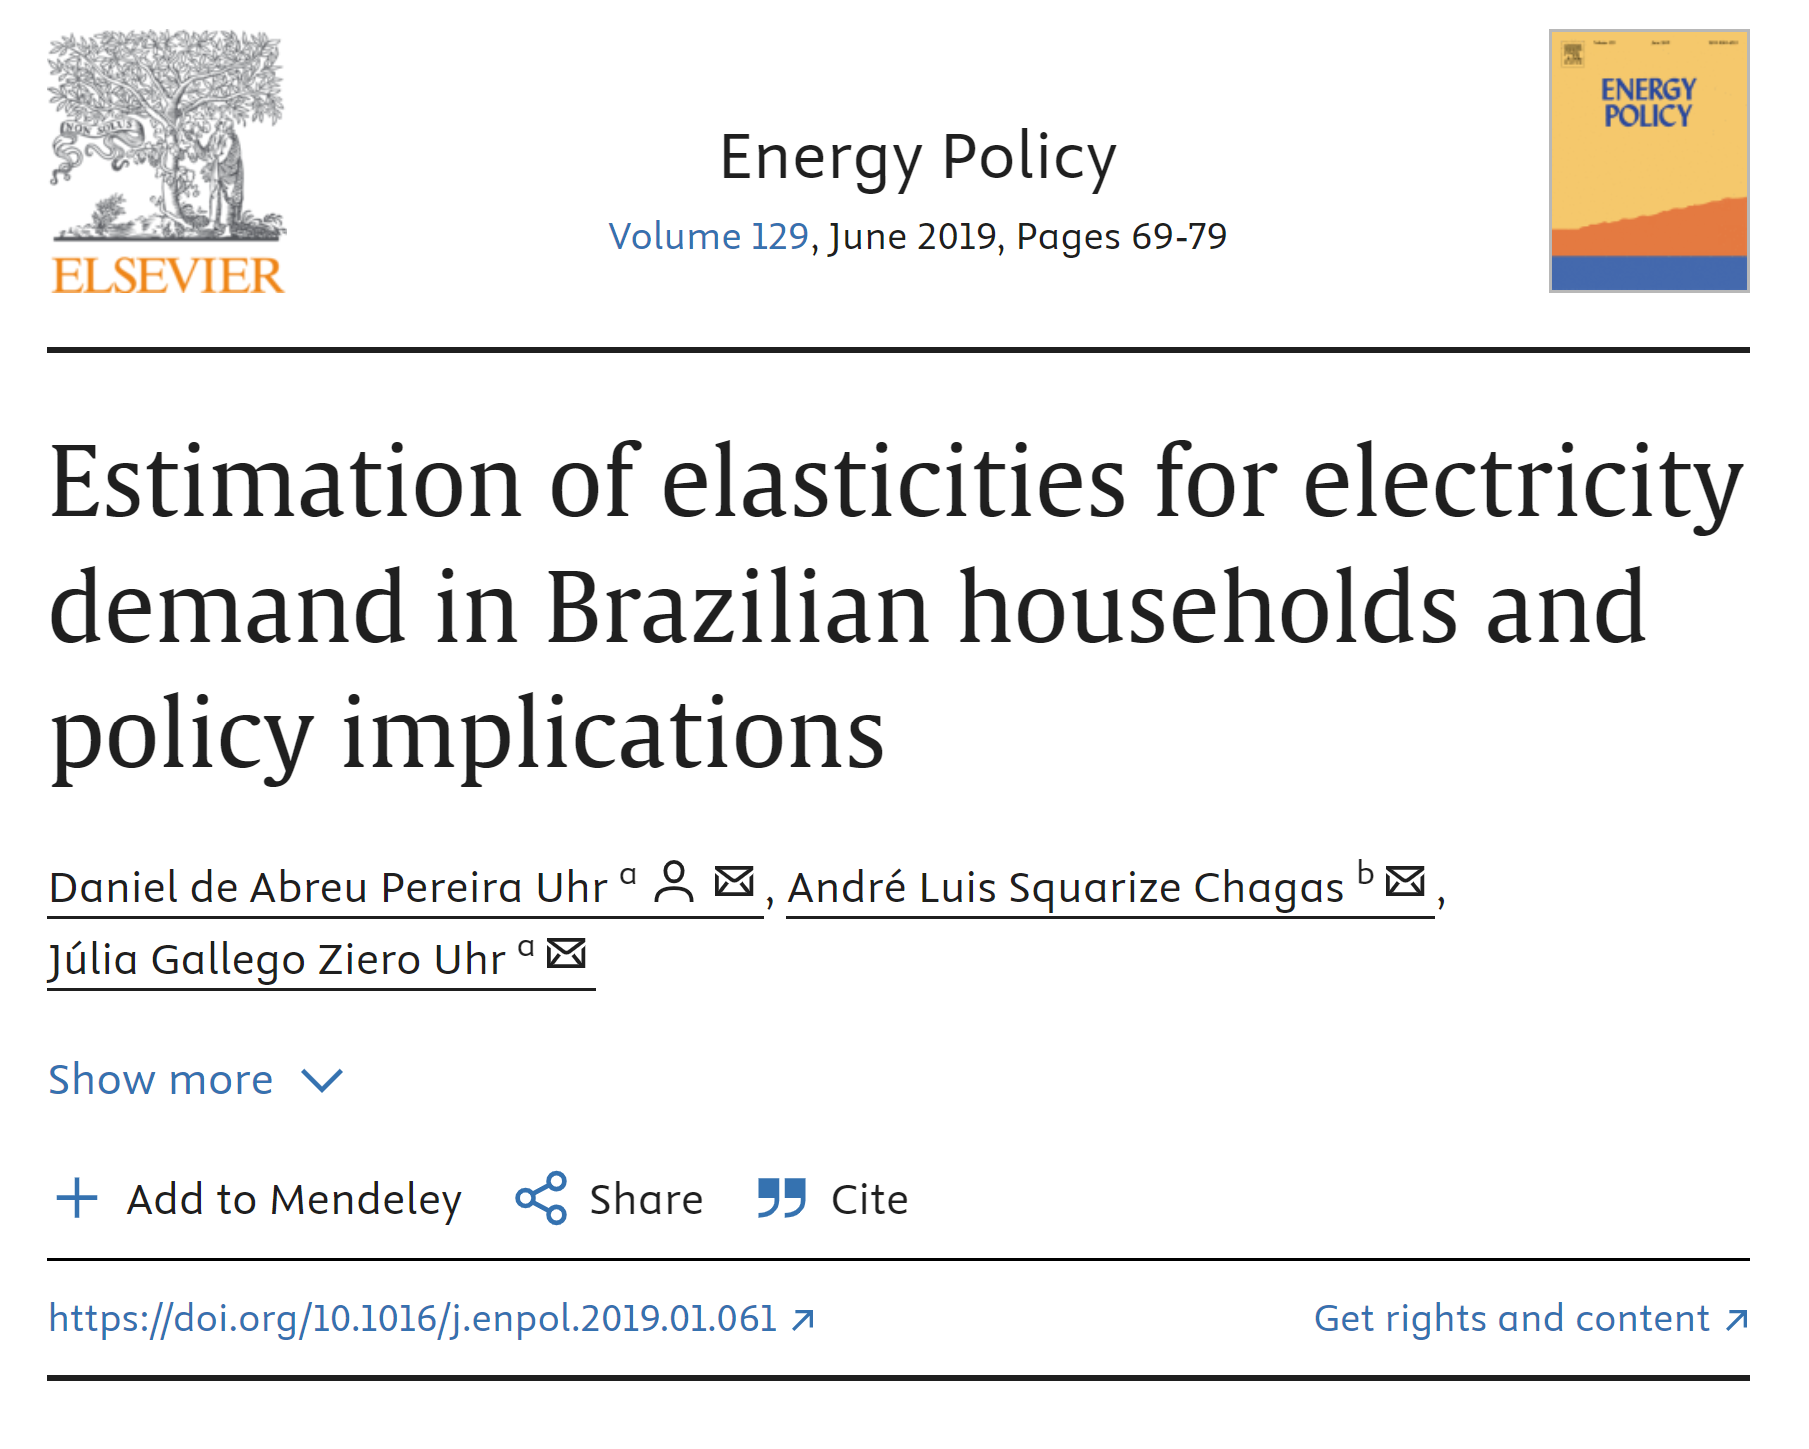 NON SOLUS
ELSEVIER
Energy Policy
Volume 129, June 2019, Pages 69-79
ENERGY
POLICY
Estimation of elasticities for electricity
demand in Brazilian households and
policy implications
Daniel de Abreu Pereira Uhr a, André Luis Squarize Chagas b,
Júlia Gallego Ziero Uhr a
Show more
Add to Mendeley Share Cite
https://doi.org/10.1016/j.enpol.2019.01.061 Get rights and content